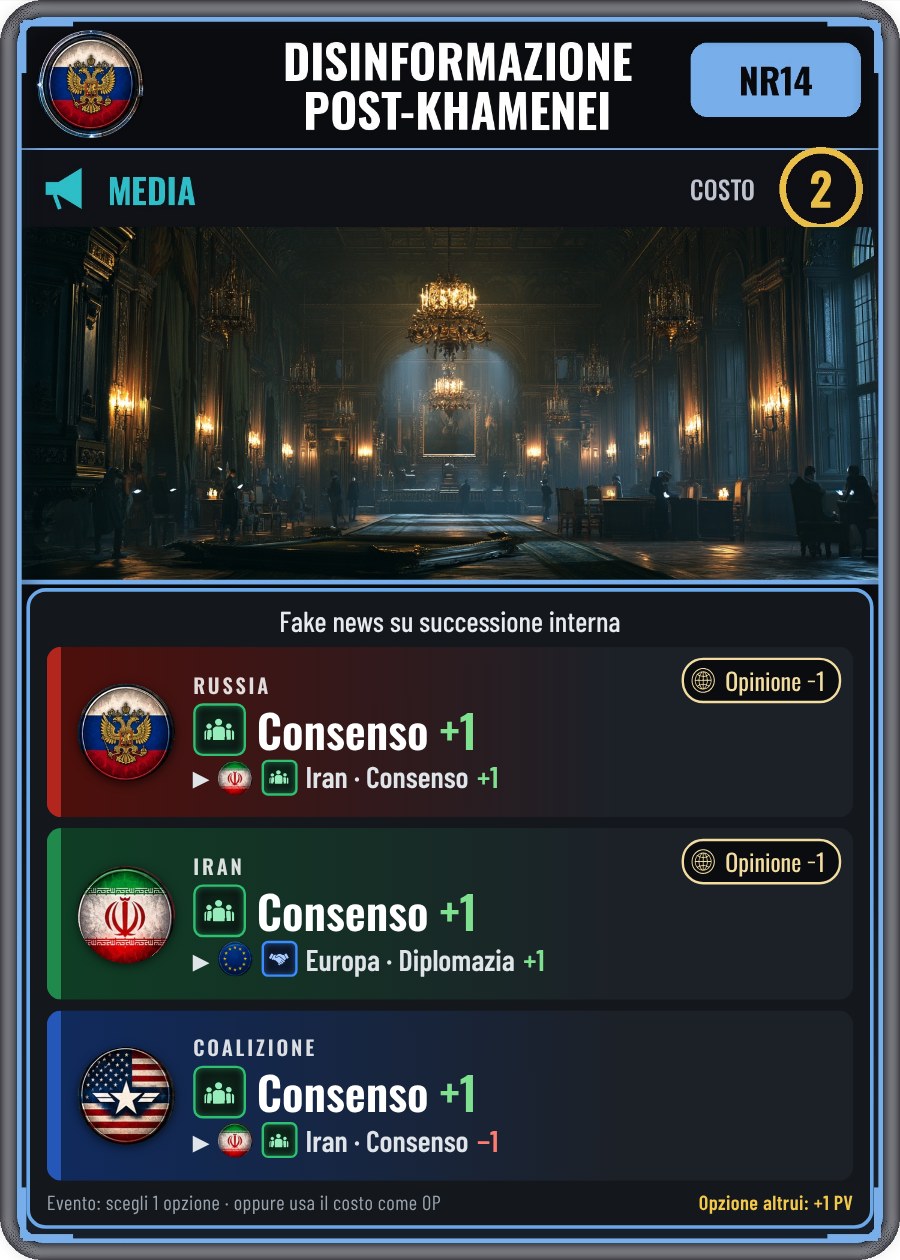 DISINFORMAZIONE
POST-KHAMENEI
NR14
MEDIA
COSTO
2
Fake news su successione interna
RUSSIA
Opinione -1
Consenso +1
▶ Iran · Consenso +1
IRAN
Opinione -1
Consenso +1
▶ Europa · Diplomazia +1
COALIZIONE
Consenso +1
▶ Iran · Consenso −1
Evento: scegli 1 opzione · oppure usa il costo come OP
Opzione altrui: +1 PV